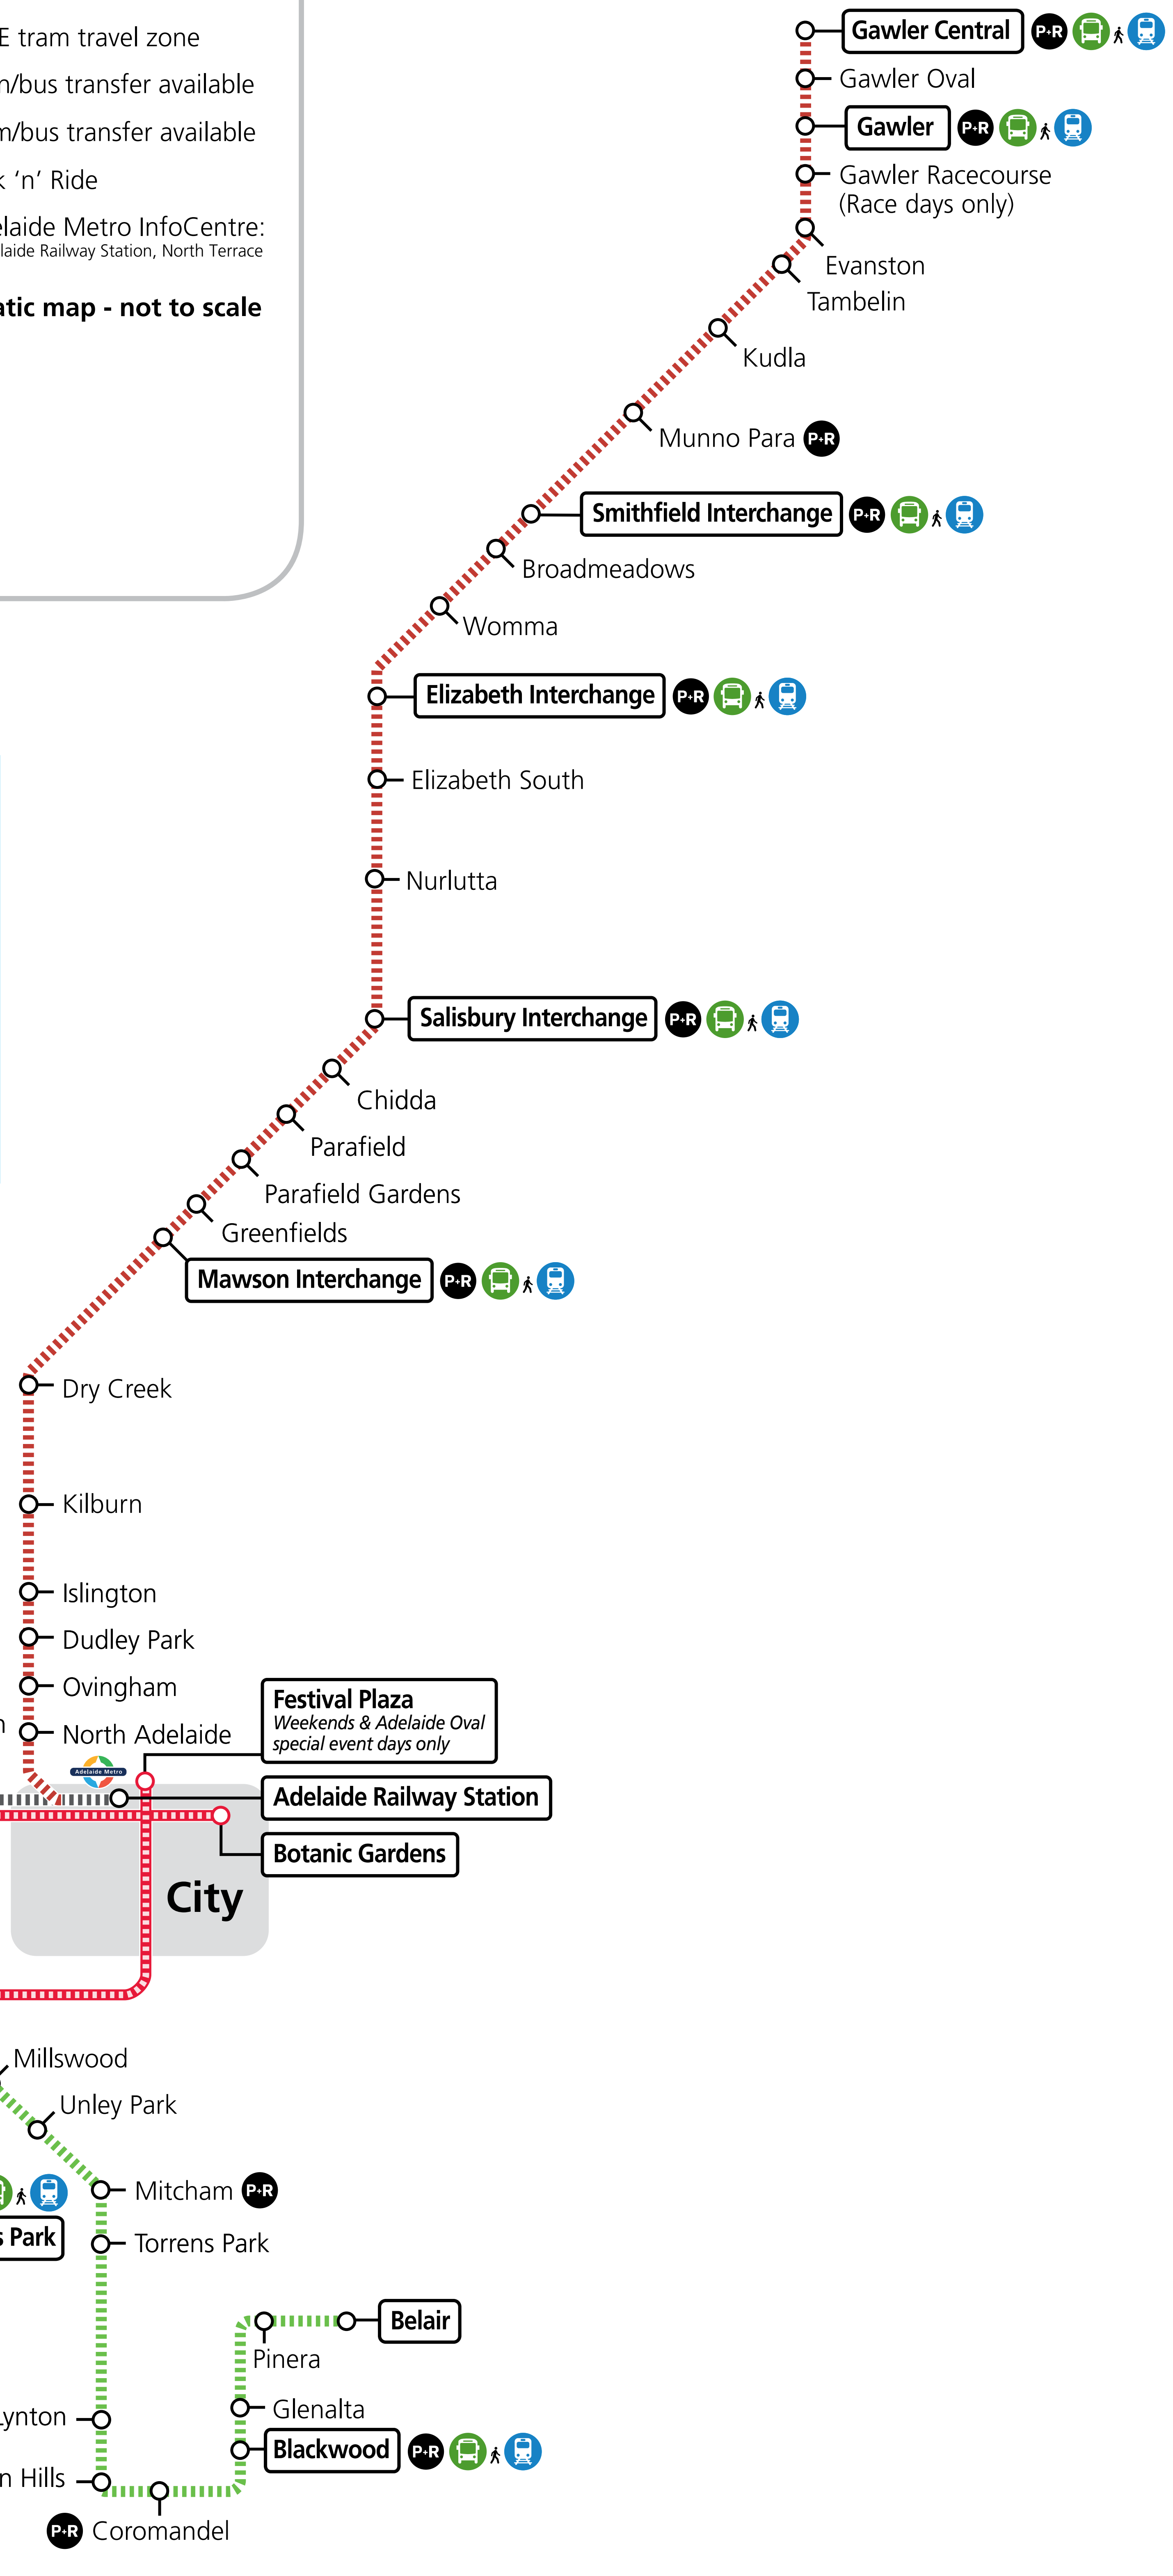 E tram travel zone
n/bus transfer available
m/bus transfer available
k ‘n’ Ride
elaide Metro InfoCentre:
laide Railway Station, North Terrace
atic map - not to scale
Gawler Central P+R
Gawler Oval
Gawler P+R
Gawler Racecourse
(Race days only)
Evanston
Tambelin
Kudla
Munno Para P+R
Smithfield Interchange P+R
Broadmeadows
Womma
Elizabeth Interchange P+R
Elizabeth South
Nurlutta
Salisbury Interchange P+R
Chidda
Parafield
Parafield Gardens
Greenfields
Mawson Interchange P+R
Dry Creek
Kilburn
Islington
Dudley Park
Ovingham
n
North Adelaide
Festival Plaza
Weekends & Adelaide Oval
special event days only
Adelaide Metro
Adelaide Railway Station
Botanic Gardens
City
Millswood
Unley Park
Mitcham P+R
s Park
Torrens Park
Belair
Pinera
Lynton
Glenalta
Blackwood P+R
n Hills
P+R Coromandel